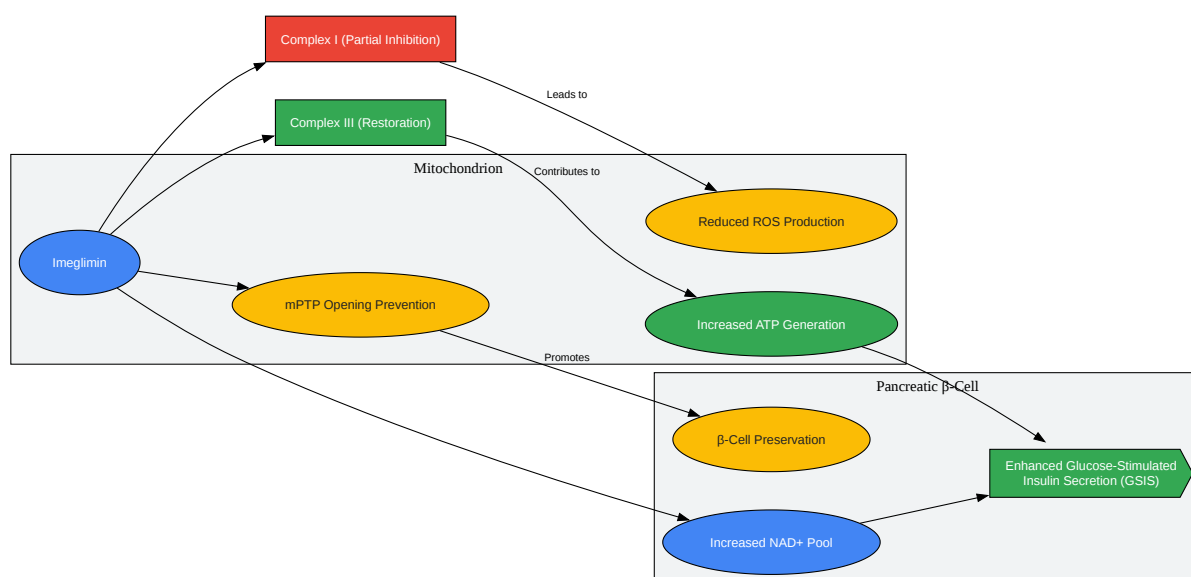 Complex I (Partial Inhibition)
Leads to
Complex III (Restoration)
Mitochondrion
Contributes to
Reduced ROS Production
Imeglimin
mPTP Opening Prevention
Increased ATP Generation
Promotes
Pancreatic β-Cell
β-Cell Preservation
Enhanced Glucose-Stimulated
Insulin Secretion (GSIS)
Increased NAD+ Pool